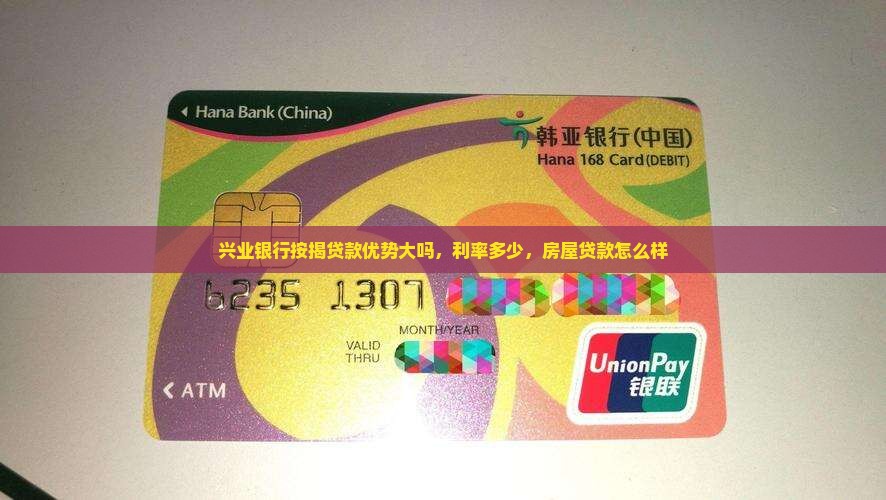 Hana Bank (China)
韩亚银行(中国)
Hana 168 Card(DEBIT)
兴业银行按揭贷款优势大吗，利率多少，房屋贷款怎么样
6235 1307
MONTH/YEAR
VALID
THRU
ATM
UnionPay
银联